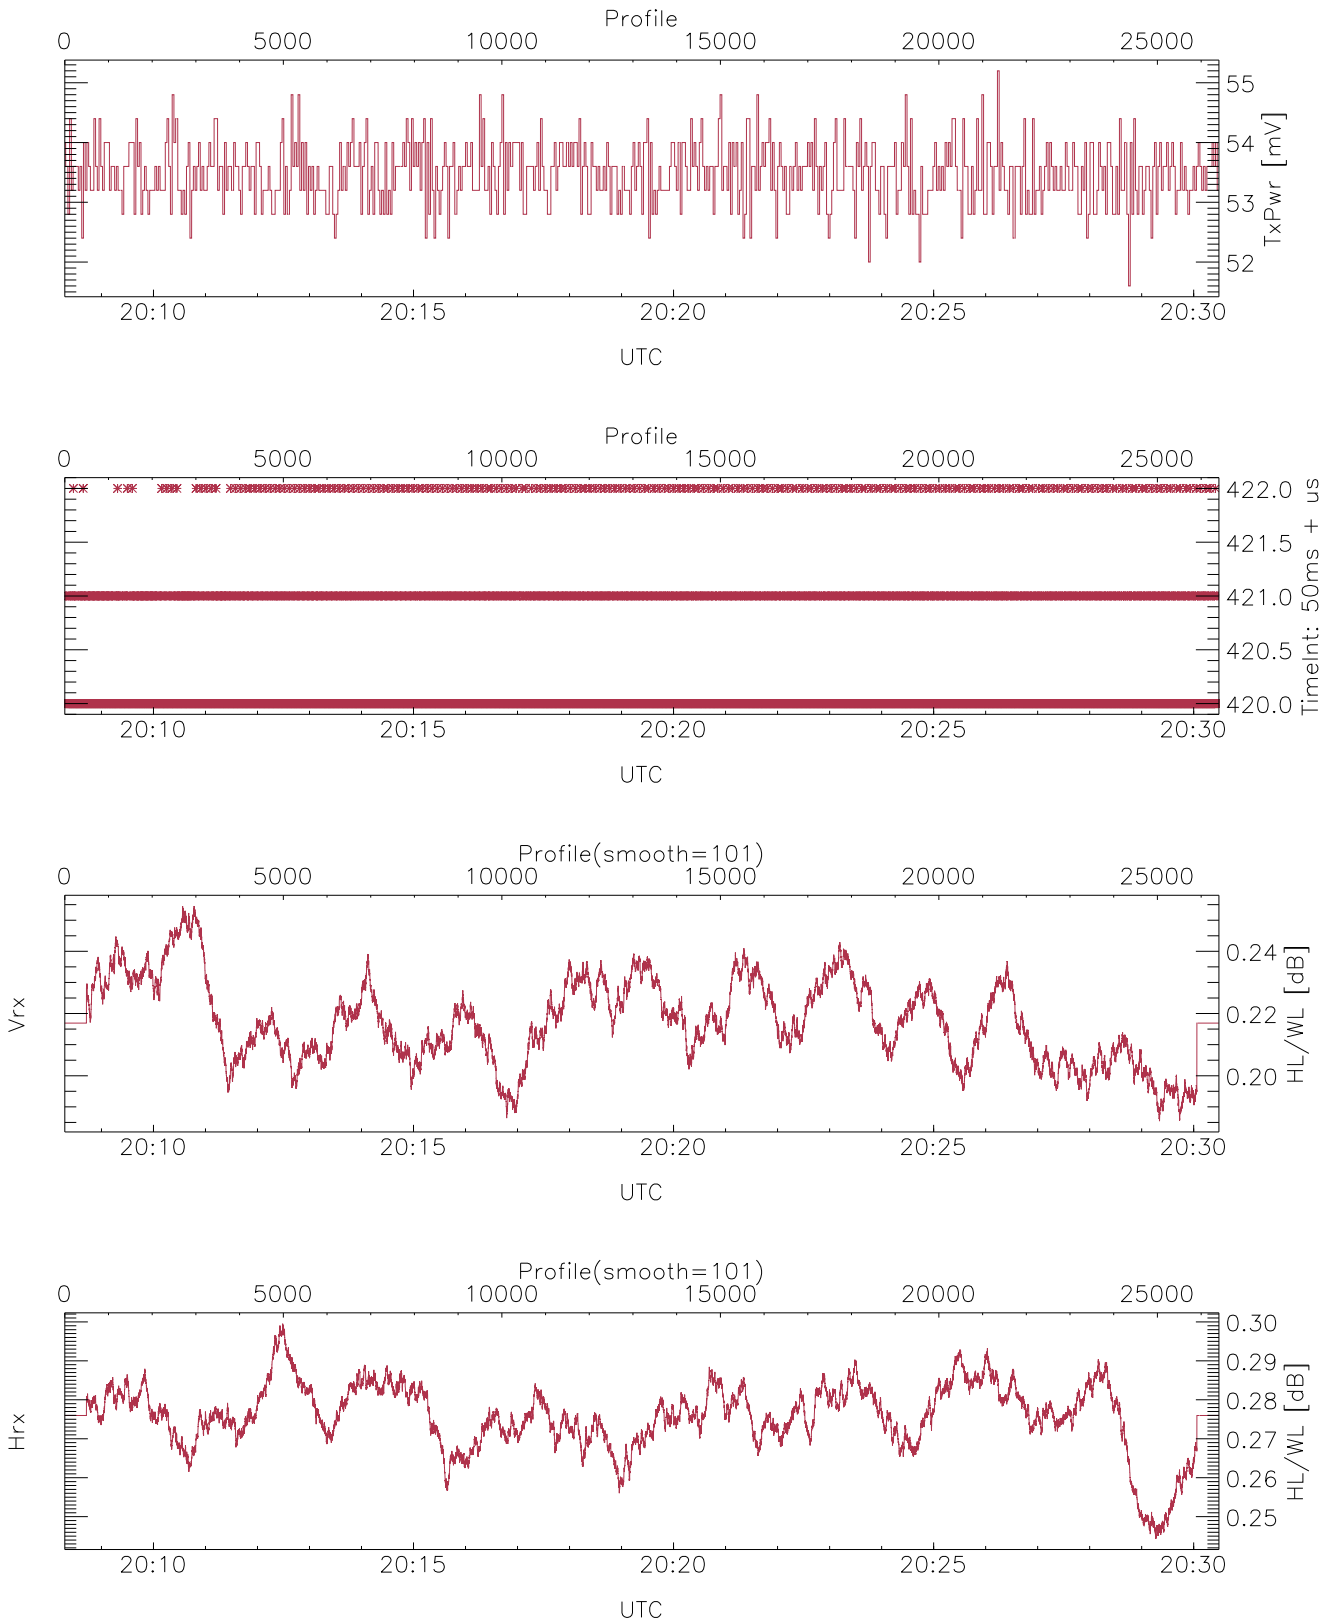 Profile
0 5000 10000 15000 20000 25000
55
54
53
52
TxPwr [mV]
20:10 20:15 20:20 20:25 20:30
UTC
Profile
0 5000 10000 15000 20000 25000
422.0
421.5
421.0
420.5
420.0
TimeInt: 50ms + us
20:10 20:15 20:20 20:25 20:30
UTC
Profile(smooth=101)
0 5000 10000 15000 20000 25000
Vrx
0.24
0.22
0.20
HL/WL [dB]
20:10 20:15 20:20 20:25 20:30
UTC
Profile(smooth=101)
0 5000 10000 15000 20000 25000
Hrx
0.30
0.29
0.28
0.27
0.26
0.25
HL/WL [dB]
20:10 20:15 20:20 20:25 20:30
UTC